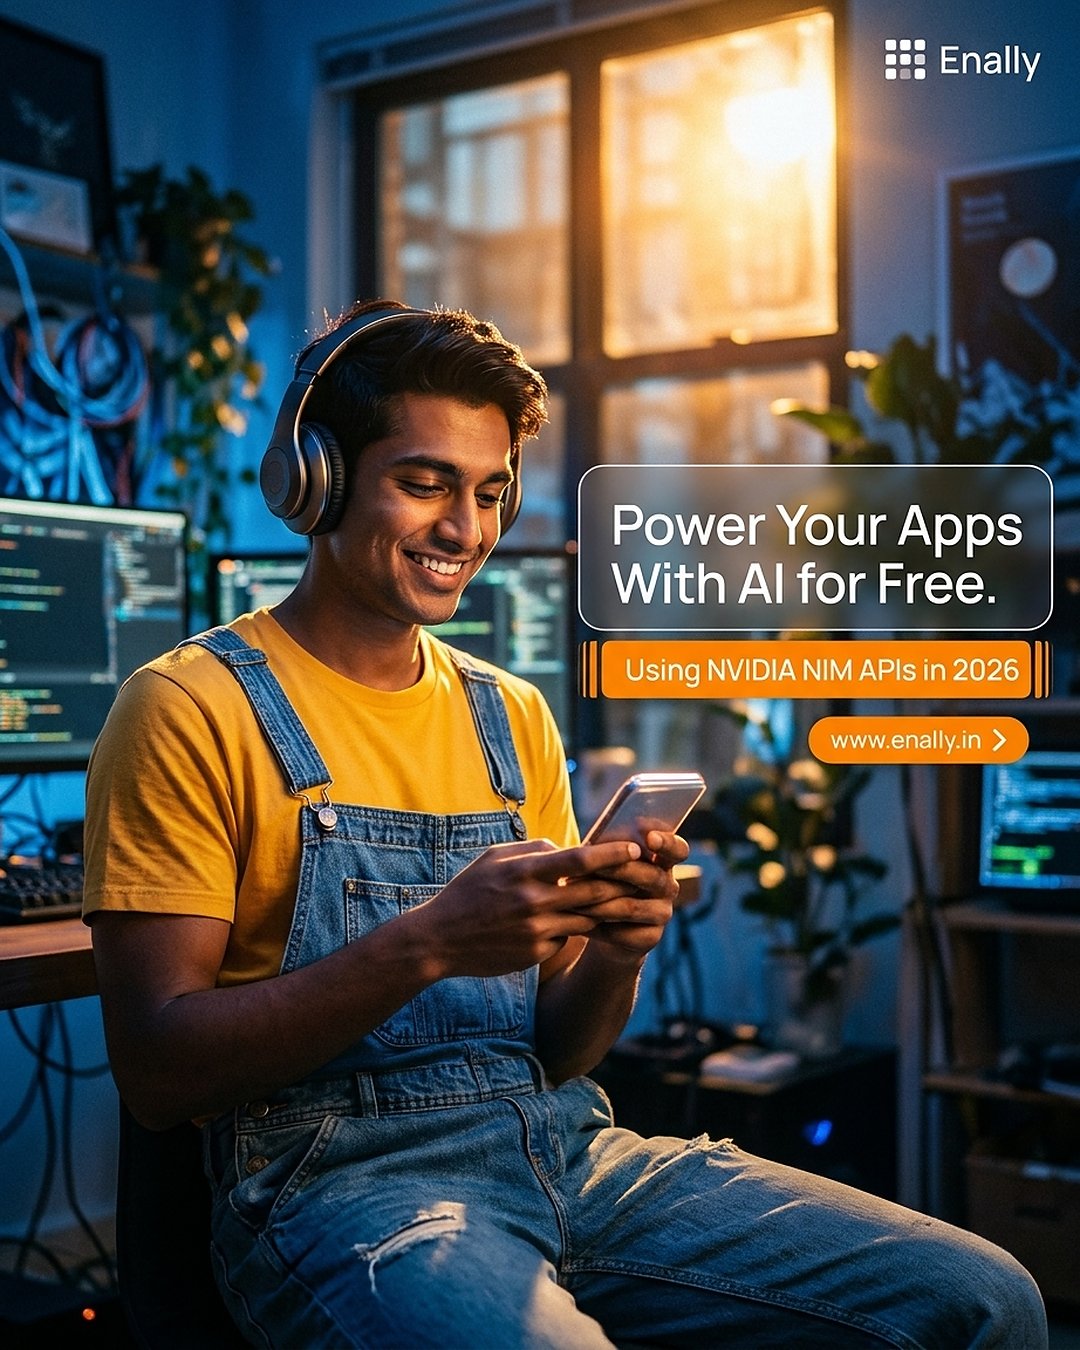 Enally
Power Your Apps
With AI for Free.
Using NVIDIA NIM APIs in 2026
www.enally.in